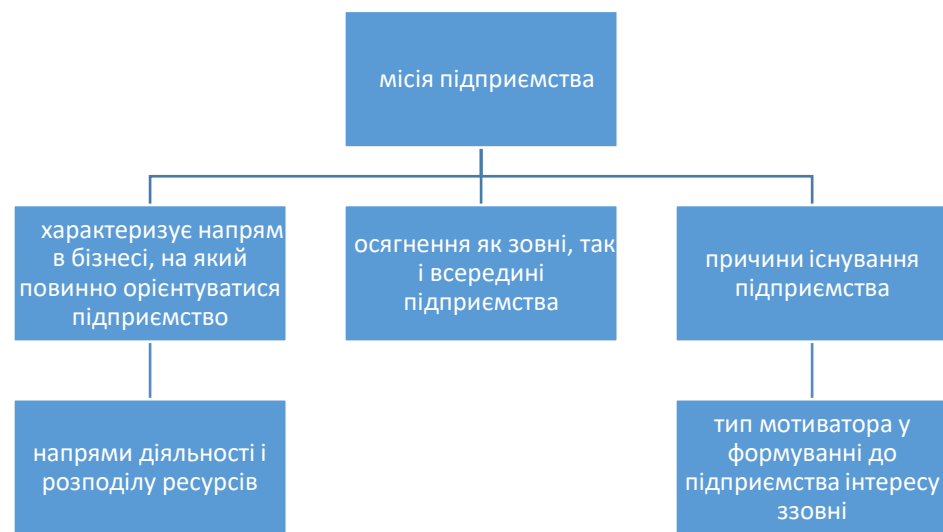 місія підприємства
характеризує напрям
в бізнесі, на який
повинно орієнтуватися
підприємство
осягнення як зовні, так
і всередині
підприємства
причини існування
підприємства
напрями діяльності і
розподілу ресурсів
тип мотиватора у
формуванні до
підприємства інтересу
ззовні